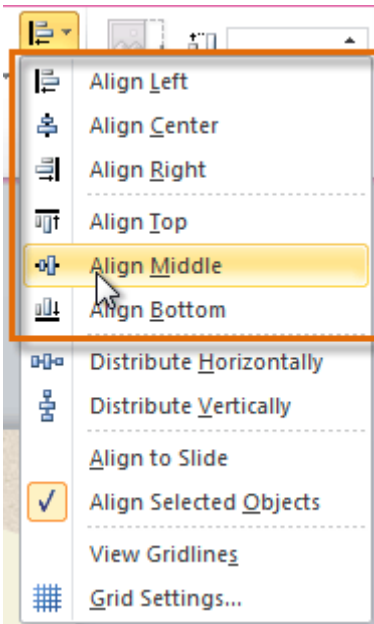 Align Left
Align Center
Align Right
Align Top
Align Middle
Align Bottom
Distribute Horizontally
Distribute Vertically
Align to Slide
Align Selected Objects
View Gridlines
Grid Settings...